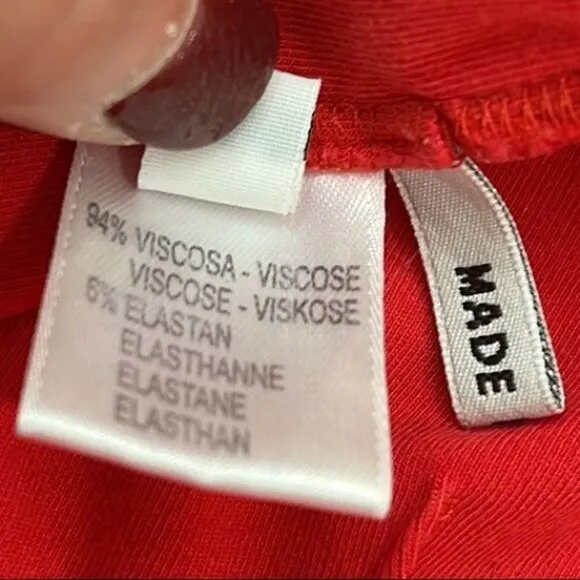 94% VISCOSA - VISCOSE
VISCOSE - VISKOSE
6% ELASTAN
ELASTHANNE
ELASTANE
ELASTHAN
MADE